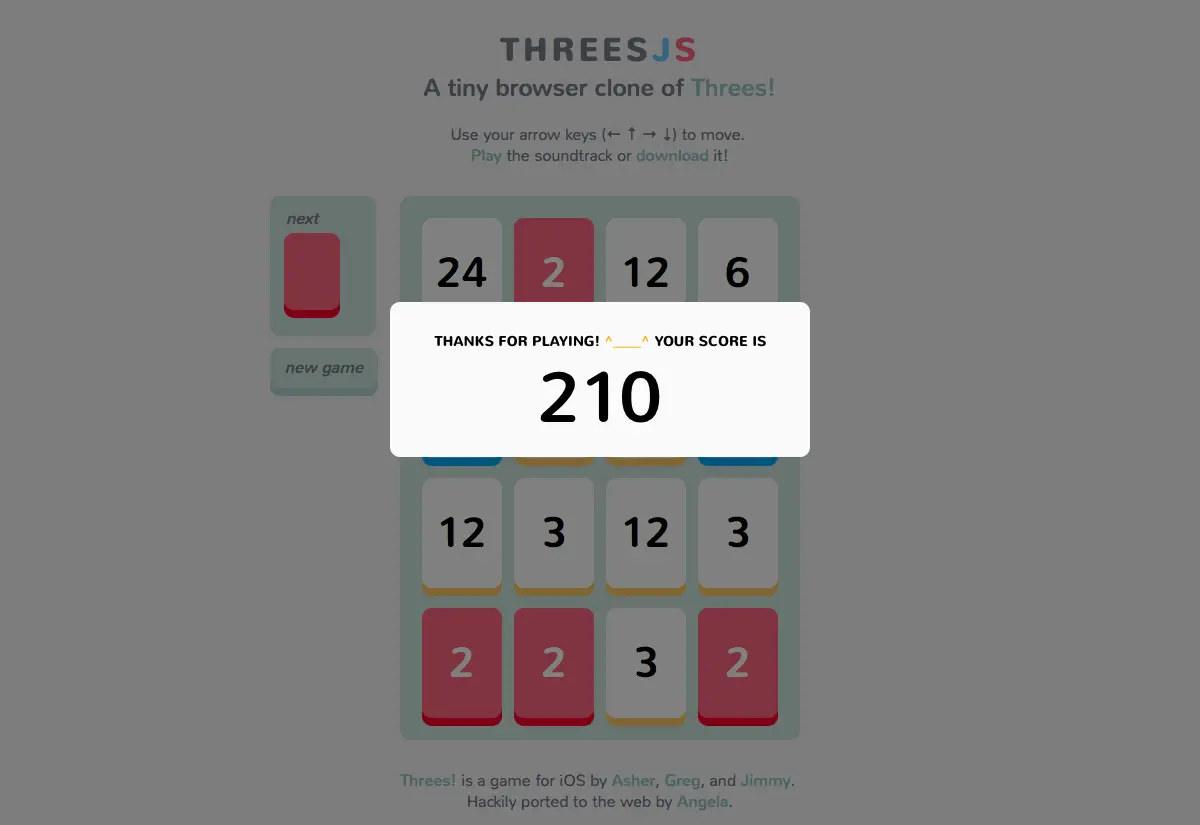 THREESJS
A tiny browser clone of Threes!
Use your arrow keys (← ↑ → ↓) to move.
Play the soundtrack or download it!
next
new game
24 2 12 6
THANKS FOR PLAYING! ^___^ YOUR SCORE IS
210
12 3 12 3
2 2 3 2
Threes! is a game for iOS by Asher, Greg, and Jimmy.
Hackily ported to the web by Angela.